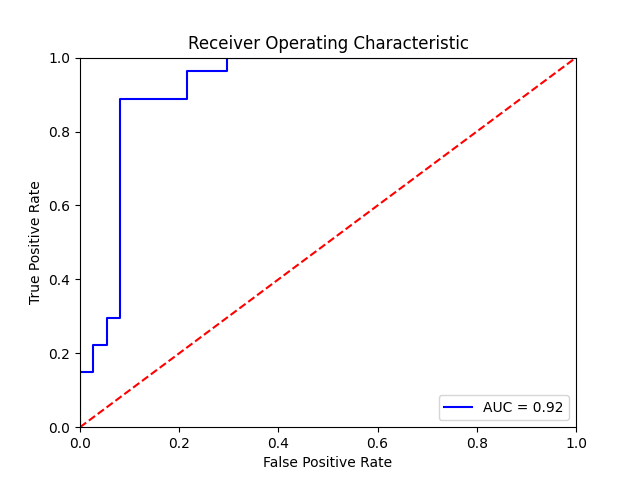 Receiver Operating Characteristic
True Positive Rate
1.0
0.8
0.6
0.4
0.2
0.0
AUC = 0.92
0.0 0.2 0.4 0.6 0.8 1.0
False Positive Rate